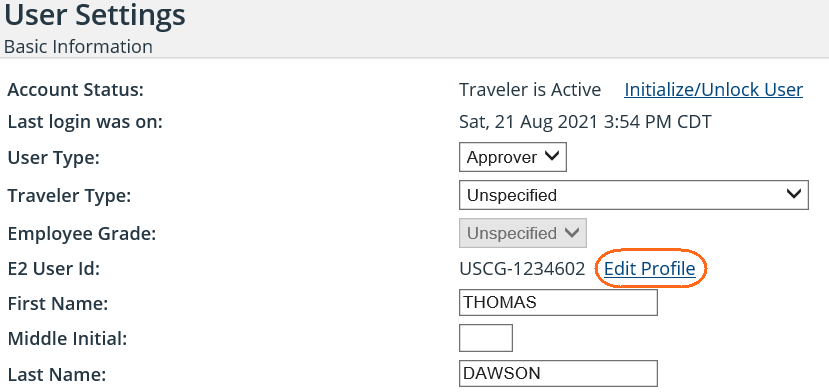 User Settings
Basic Information
Account Status: Traveler is Active Initialize/Unlock User
Last login was on: Sat, 21 Aug 2021 3:54 PM CDT
User Type: Approver
Traveler Type: Unspecified
Employee Grade: Unspecified
E2 User Id: USCG-1234602 Edit Profile
First Name: THOMAS
Middle Initial:
Last Name: DAWSON